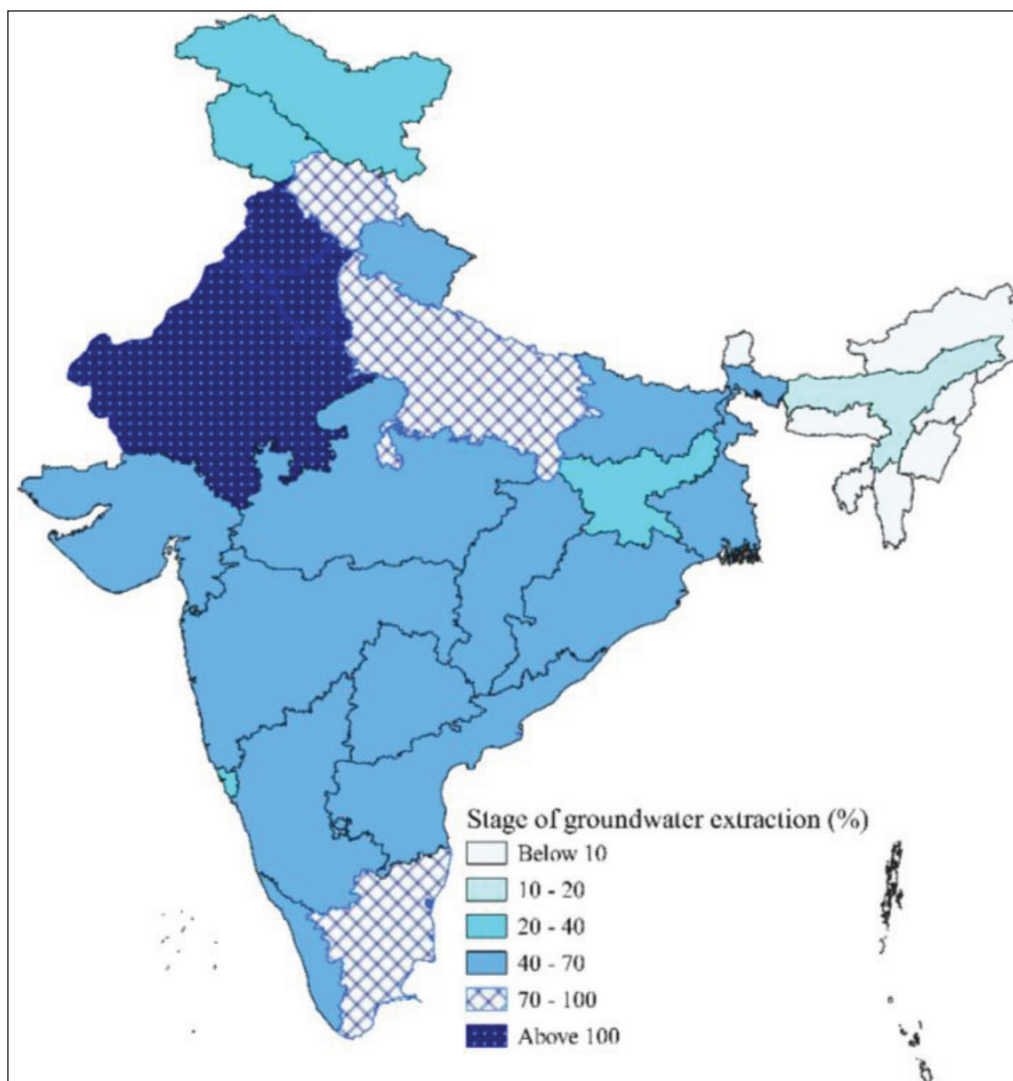 Stage of groundwater extraction (%)
Below 10
10 - 20
20 - 40
40 - 70
70 - 100
Above 100